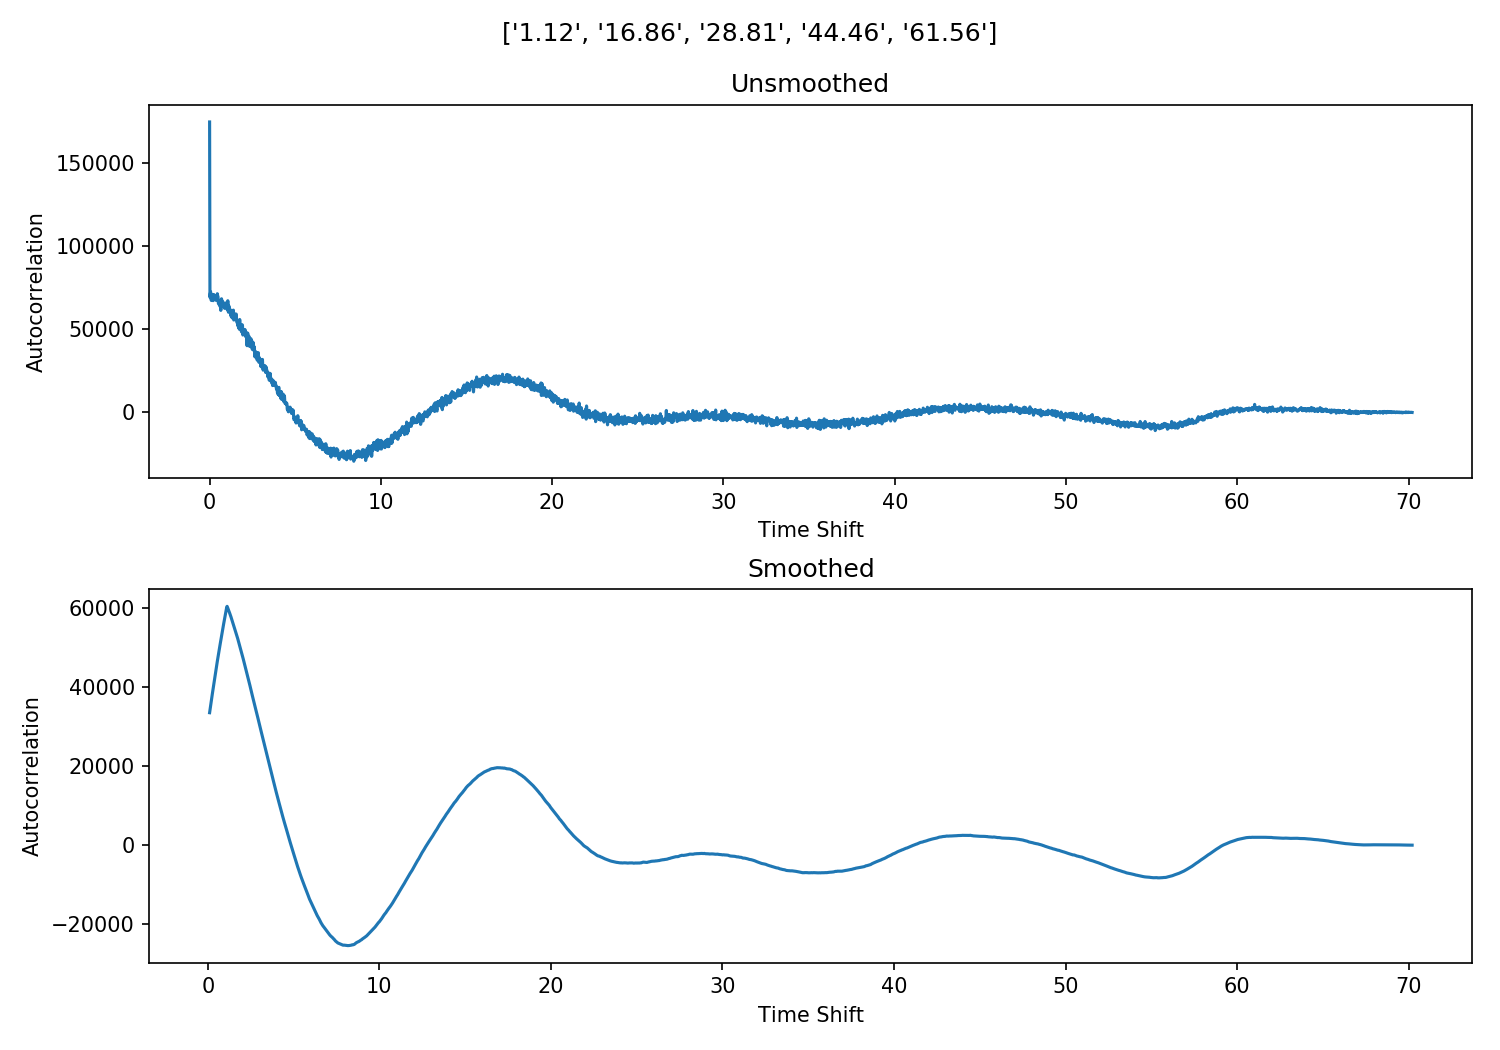 ['1.12', '16.86', '28.81', '44.46', '61.56']
Unsmoothed
Autocorrelation
150000
100000
50000
0
0 10 20 30 40 50 60 70
Time Shift
Smoothed
Autocorrelation
60000
40000
20000
0
−20000
0 10 20 30 40 50 60 70
Time Shift